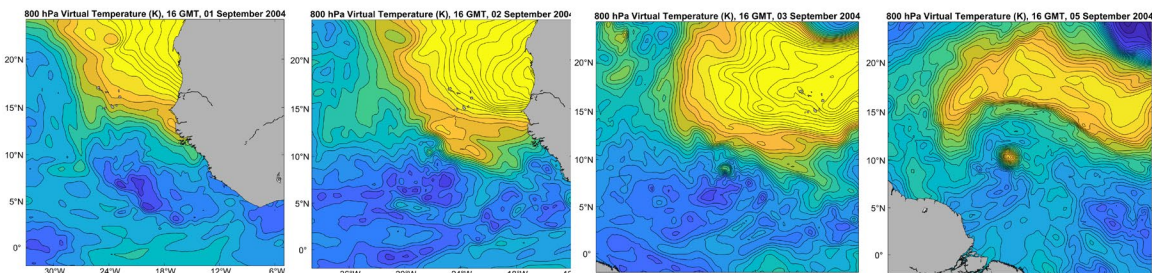 800 hPa Virtual Temperature (K), 16 GMT, 01 September 2004
20°N
15°N
10°N
5°N
0°
30°W
24°W
18°W
6°W
800 hPa Virtual Temperature (K), 16 GMT, 02 September 2004
20°N
15°N
10°N
5°N
0°
800 hPa Virtual Temperature (K), 16 GMT, 03 September 2004
20°N
15°N
10°N
5°N
0°
800 hPa Virtual Temperature (K), 16 GMT, 05 September 2004
20°N
15°N
10°N
5°N
0°